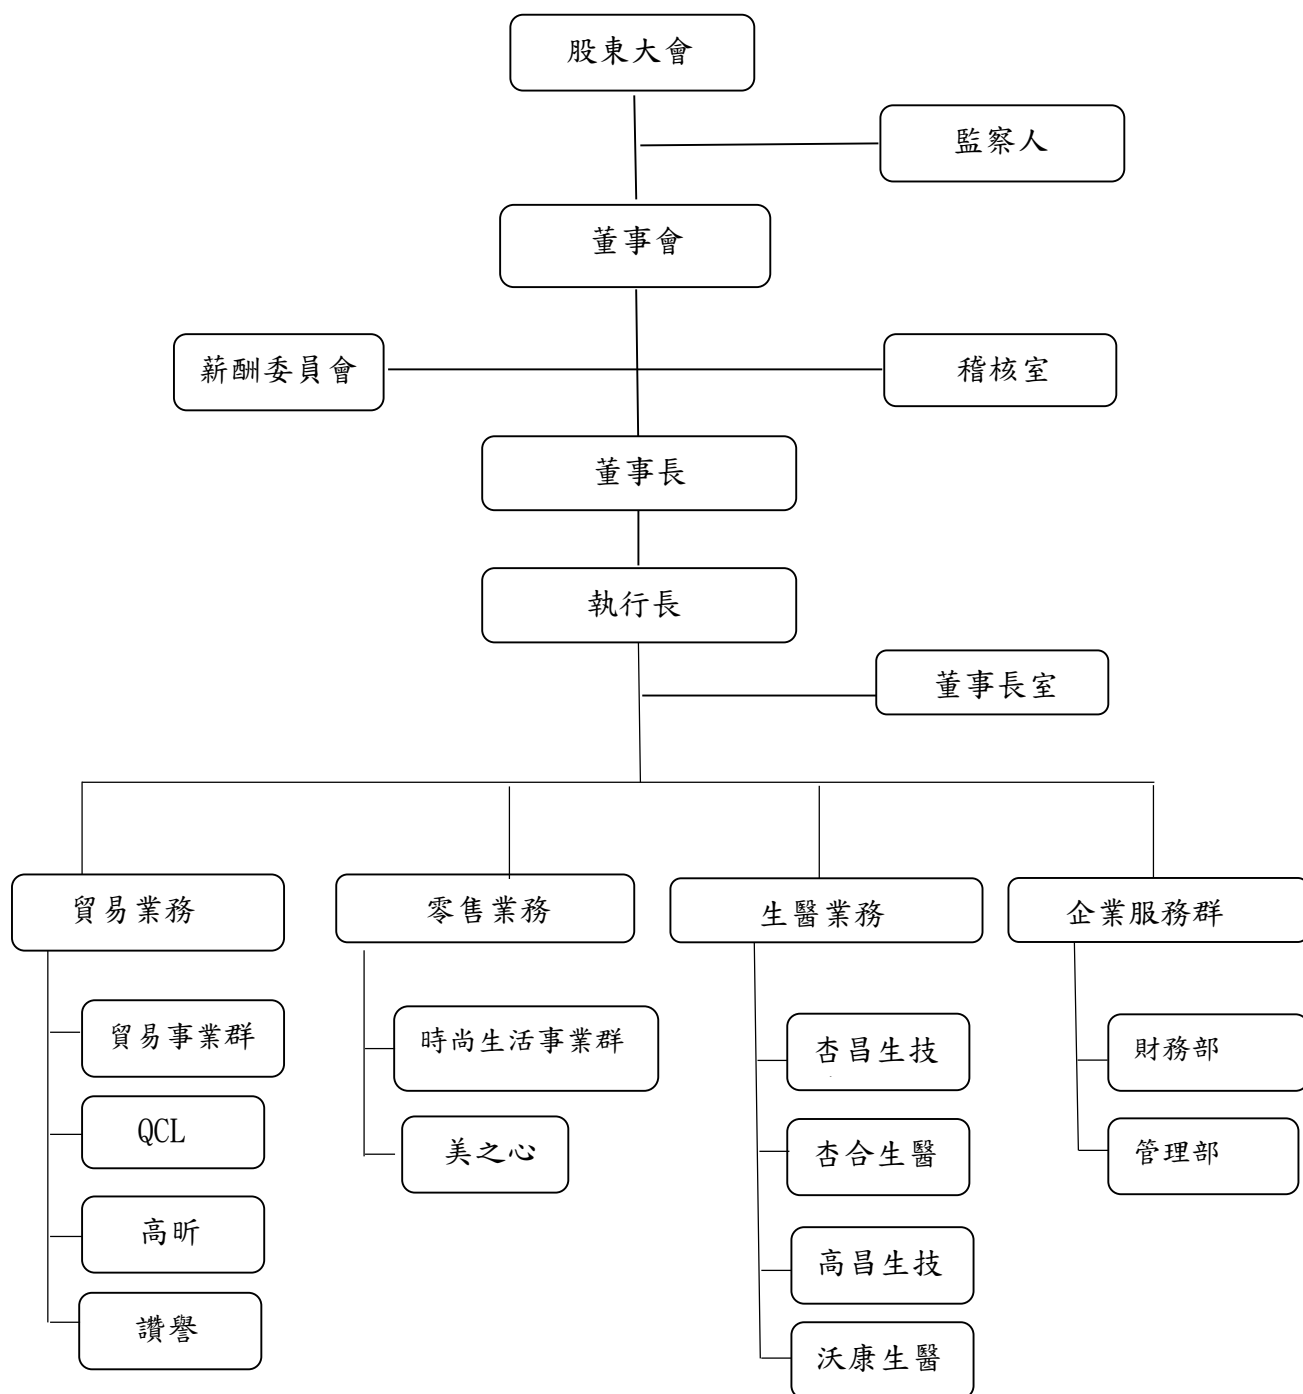 股東大會
監察人
董事會
薪酬委員會
稽核室
董事長
執行長
董事長室
貿易業務
零售業務
生醫業務
企業服務群
貿易事業群
QCL
高昕
讚譽
時尚生活事業群
美之心
杏昌生技
杏合生醫
高昌生技
沃康生醫
財務部
管理部